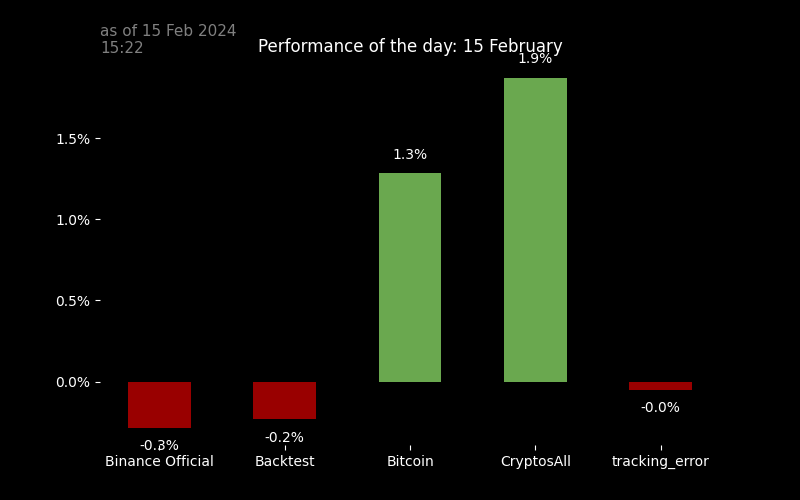 as of 15 Feb 2024
15:22
Performance of the day: 15 February
1.9%
1.5%
1.3%
1.0%
0.5%
0.0%
-0.3%
-0.2%
-0.0%
Binance Official
Backtest
Bitcoin
CryptosAll
tracking_error